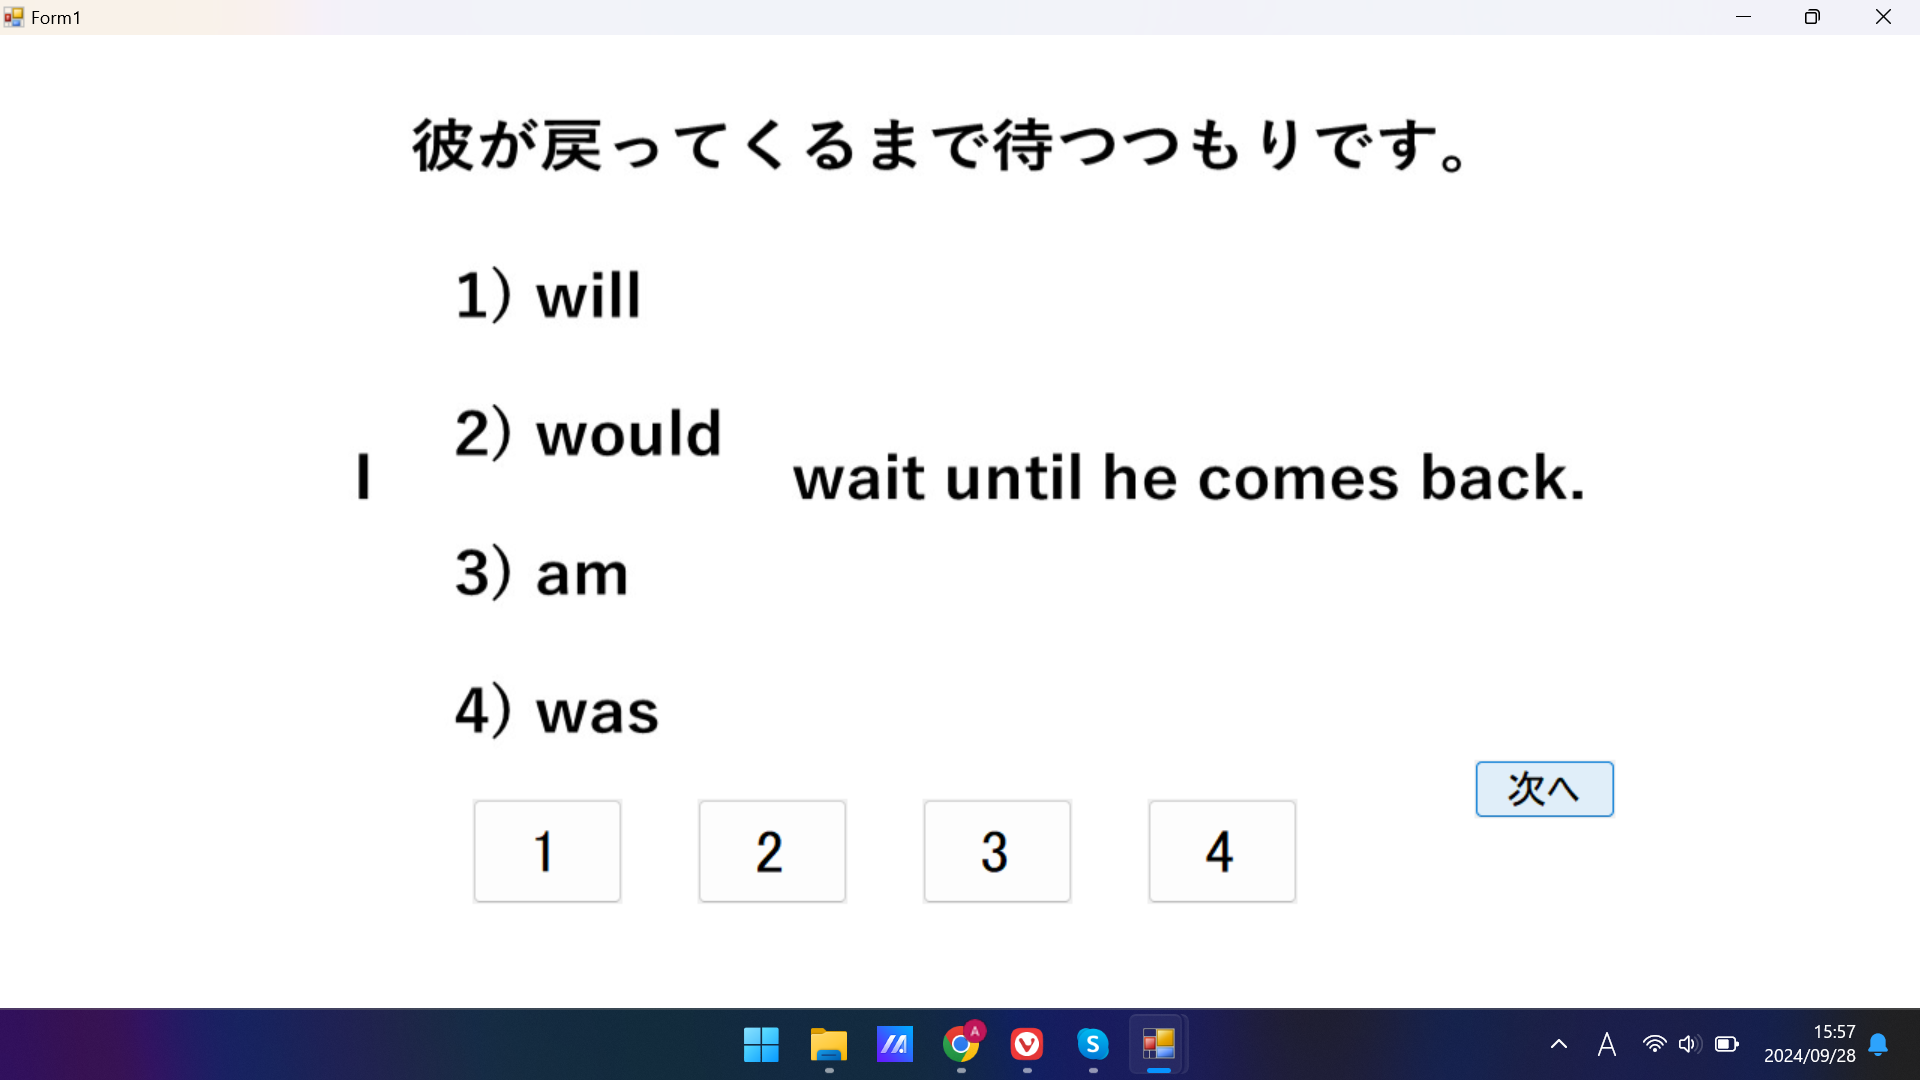 Form1
彼が戻ってくるまで待つつもりです。
1) will
2) would
I
wait until he comes back.
3) am
4) was
次へ
1
2
3
4
A
S
A
15:57
2024/09/28